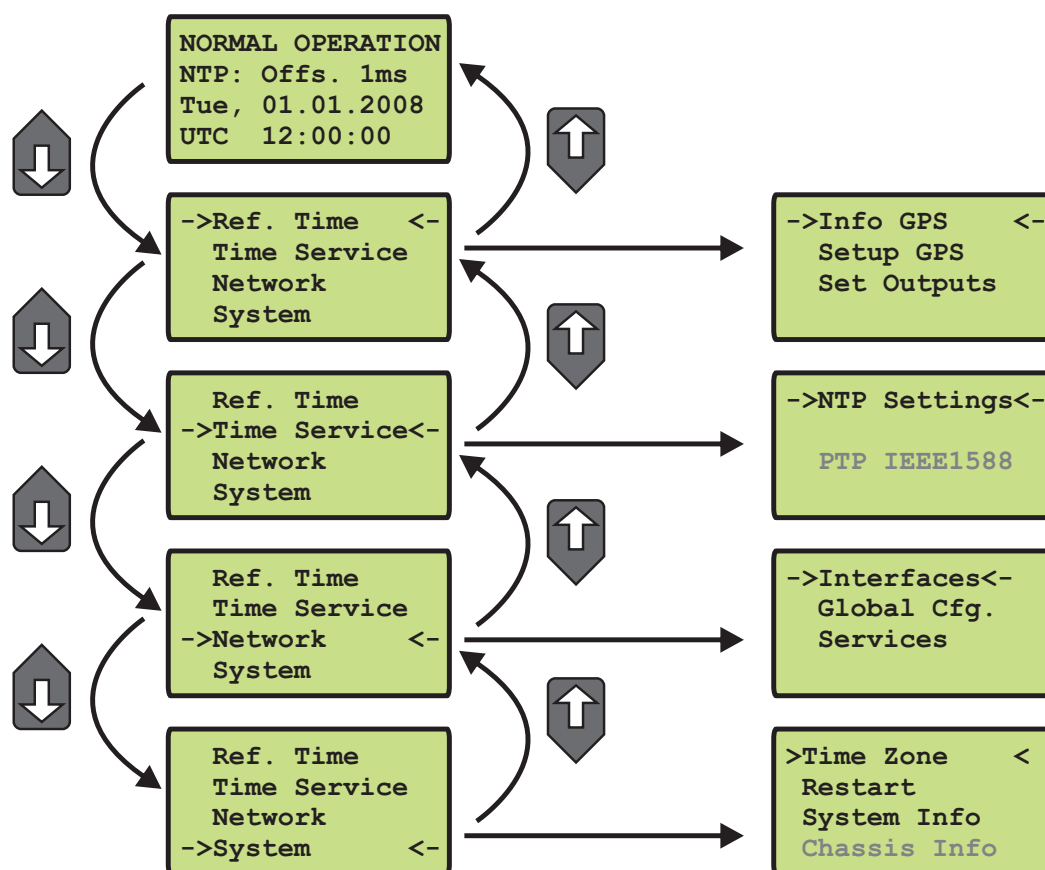 NORMAL OPERATION
NTP: Offs. 1ms
Tue, 01.01.2008
UTC 12:00:00
->Ref. Time <-
Time Service
Network
System
->Info GPS <-
Setup GPS
Set Outputs
Ref. Time
->Time Service<-
Network
System
->NTP Settings<-
PTP IEEE1588
Ref. Time
Time Service
->Network <-
System
->Interfaces<-
Global Cfg.
Services
Ref. Time
Time Service
Network
->System <-
>Time Zone <
Restart
System Info
Chassis Info